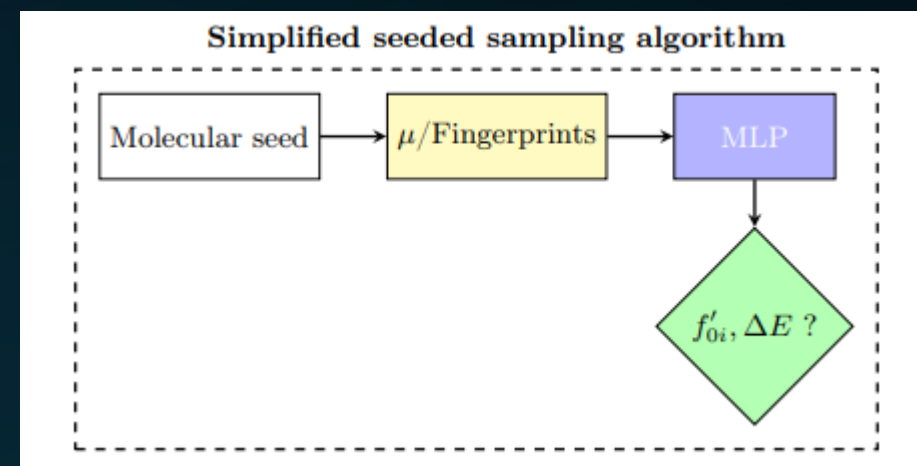 Simplified seeded sampling algorithm
Molecular seed
μ/Fingerprints
MLP
f′₀ᵢ, ΔE ?